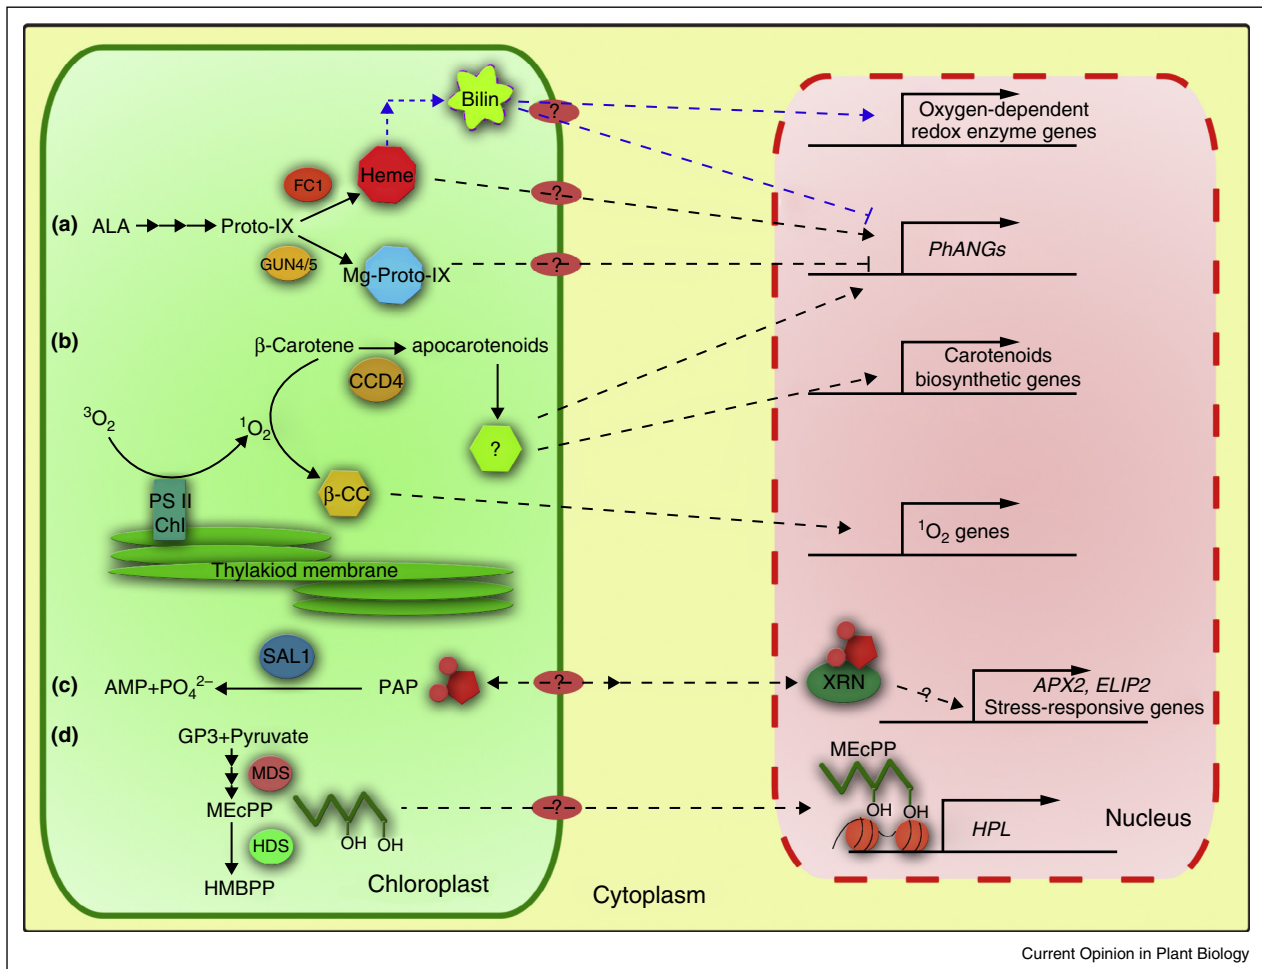 Bilin
?
Oxygen-dependent
redox enzyme genes
FC1
Heme
?
(a)
ALA
Proto-IX
PhANGs
GUN4/5
Mg-Proto-IX
?
(b)
β-Carotene
apocarotenoids
Carotenoids
biosynthetic genes
CCD4
³O₂
¹O₂
?
PS II
Chl
β-CC
¹O₂ genes
Thylakiod membrane
SAL1
(c)
AMP+PO₄²⁻
PAP
?
XRN
?
APX2, ELIP2
Stress-responsive genes
(d)
GP3+Pyruvate
MDS
MEcPP
OH
OH
?
MEcPP
OH
OH
HPL
Nucleus
HDS
HMBPP
Chloroplast
Cytoplasm
Current Opinion in Plant Biology